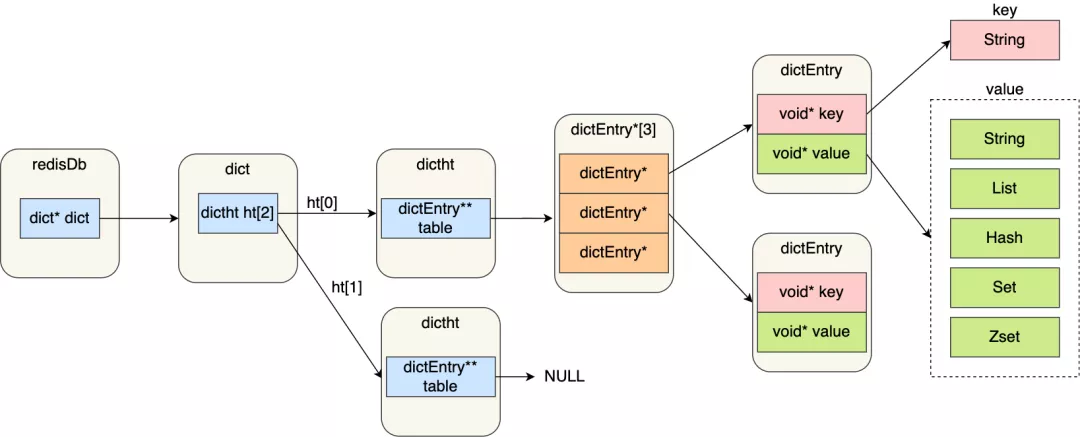 redisDb
dict* dict
dict
dictht ht[2]
ht[0]
ht[1]
dictht
dictEntry**
table
dictht
dictEntry**
table
NULL
dictEntry*[3]
dictEntry*
dictEntry*
dictEntry*
dictEntry
void* key
void* value
dictEntry
void* key
void* value
key
String
value
String
List
Hash
Set
Zset